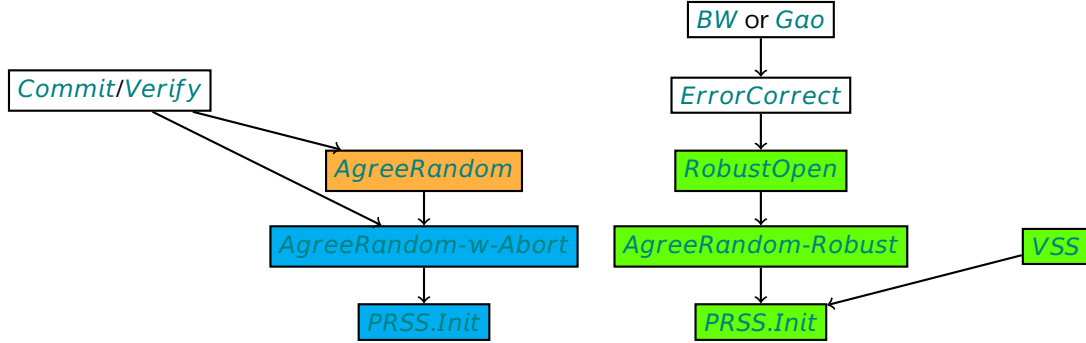 BW or Gao
Commit/Verify
ErrorCorrect
AgreeRandom
RobustOpen
AgreeRandom-w-Abort
AgreeRandom-Robust
VSS
PRSS.Init
PRSS.Init